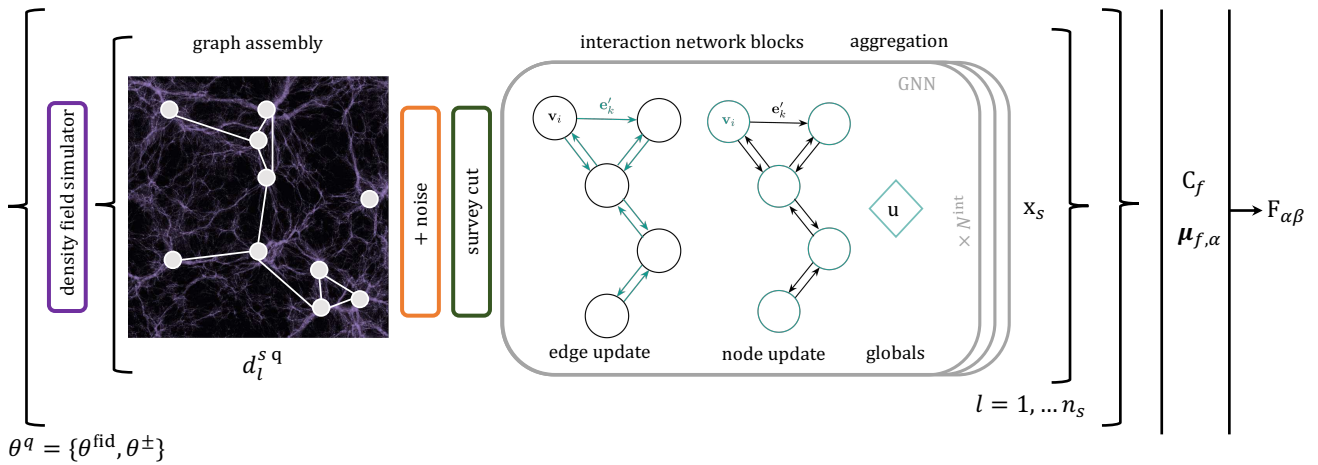 graph assembly
interaction network blocks
aggregation
GNN
density field simulator
+ noise
survey cut
v_i
e′_k
v_i
e′_k
u
× N^int
x_s
C_f
μ_{f,α}
F_{αβ}
edge update
node update
globals
d_l^{s q}
l = 1, … n_s
θ^q = {θ^fid, θ^±}